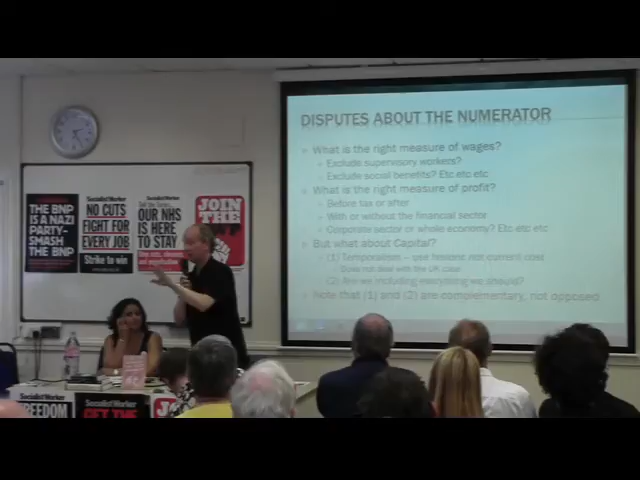 DISPUTES ABOUT THE NUMERATOR
What is the right measure of wages?
Exclude supervisory workers?
Exclude social benefits? Etc etc etc
What is the right measure of profit?
Before tax or after
With or without the financial sector
Corporate sector or whole economy? Etc etc etc
But what about Capital?
(1) Temporalism – use historic not current cost
Does not deal with the UK case
(2) Are we including everything we should?
Note that (1) and (2) are complementary, not opposed
THE BNP
IS A NAZI
PARTY-
SMASH
THE BNP
Socialist Worker
NO CUTS
FIGHT FOR
EVERY JOB
Strike to win
Socialist Worker
OUR NHS
IS HERE
TO STAY
JOIN
THE
Socialist Worker
FREEDOM
Socialist Worker
GET THE